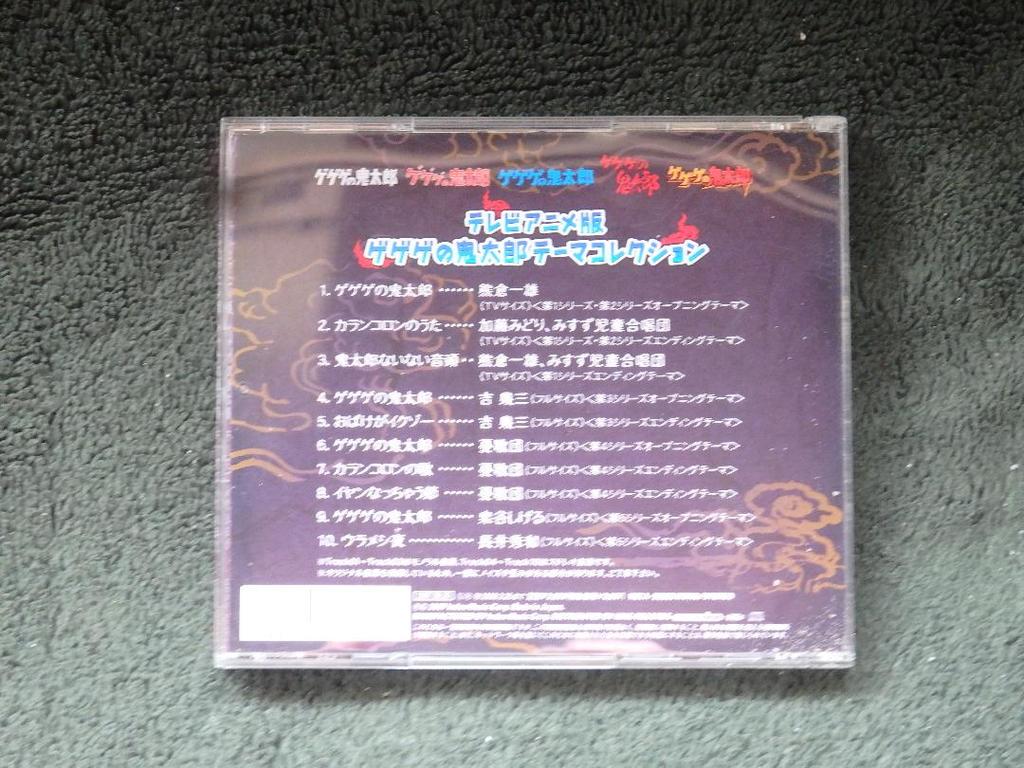 ゲゲゲの鬼太郎 ゲゲゲの鬼太郎 ゲゲゲの鬼太郎 ゲゲゲの鬼太郎 ゲゲゲの鬼太郎
テレビアニメ版
ゲゲゲの鬼太郎テーマコレクション
1. ゲゲゲの鬼太郎 …… 熊倉一雄
《TVサイズ》<第1シリーズ・第2シリーズオープニングテーマ>
2. カランコロンのうた …… 加藤みどり、みすず児童合唱団
《TVサイズ》<第1シリーズ・第2シリーズエンディングテーマ>
3. 鬼太郎ないない音頭 … 熊倉一雄、みすず児童合唱団
《TVサイズ》<第1シリーズエンディングテーマ>
4. ゲゲゲの鬼太郎 …… 吉 幾三《フルサイズ》<第3シリーズオープニングテーマ>
5. おばけがイクゾー …… 吉 幾三《フルサイズ》<第3シリーズエンディングテーマ>
6. ゲゲゲの鬼太郎 …… 憂歌団《フルサイズ》<第4シリーズオープニングテーマ>
7. カランコロンの歌 …… 憂歌団《フルサイズ》<第4シリーズエンディングテーマ>
8. イヤンなっちゃう節 …… 憂歌団《フルサイズ》<第4シリーズエンディングテーマ>
9. ゲゲゲの鬼太郎 …… 泉谷しげる《フルサイズ》<第5シリーズオープニングテーマ>
10. ウラメシ夜 ………… 長井秀和《フルサイズ》<第5シリーズエンディングテーマ>